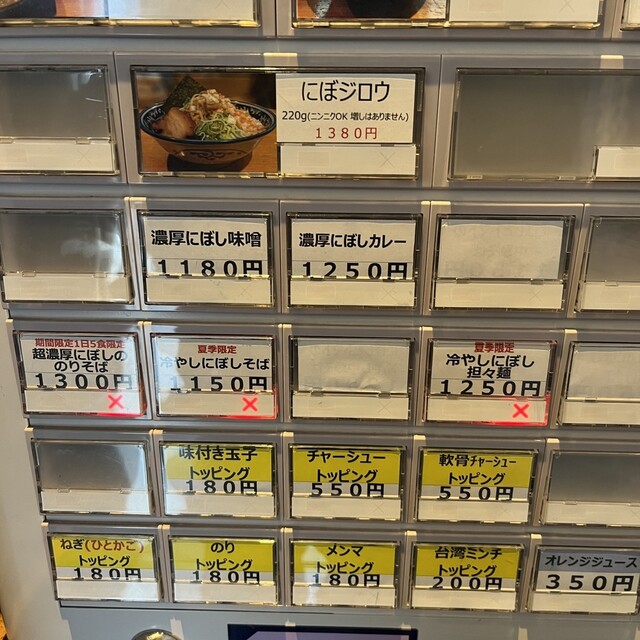 にぼジロウ
220g(ニンニクOK 増しはありません)
1380円
濃厚にぼし味噌
1180円
濃厚にぼしカレー
1250円
期間限定1日5食限定
超濃厚にぼしの
のりそば
1300円
夏季限定
冷やしにぼしそば
1150円
夏季限定
冷やしにぼし
担々麺
1250円
味付き玉子
トッピング
180円
チャーシュー
トッピング
550円
軟骨チャーシュー
トッピング
550円
ねぎ(ひとかご)
トッピング
180円
のり
トッピング
180円
メンマ
トッピング
180円
台湾ミンチ
トッピング
200円
オレンジジュース
350円